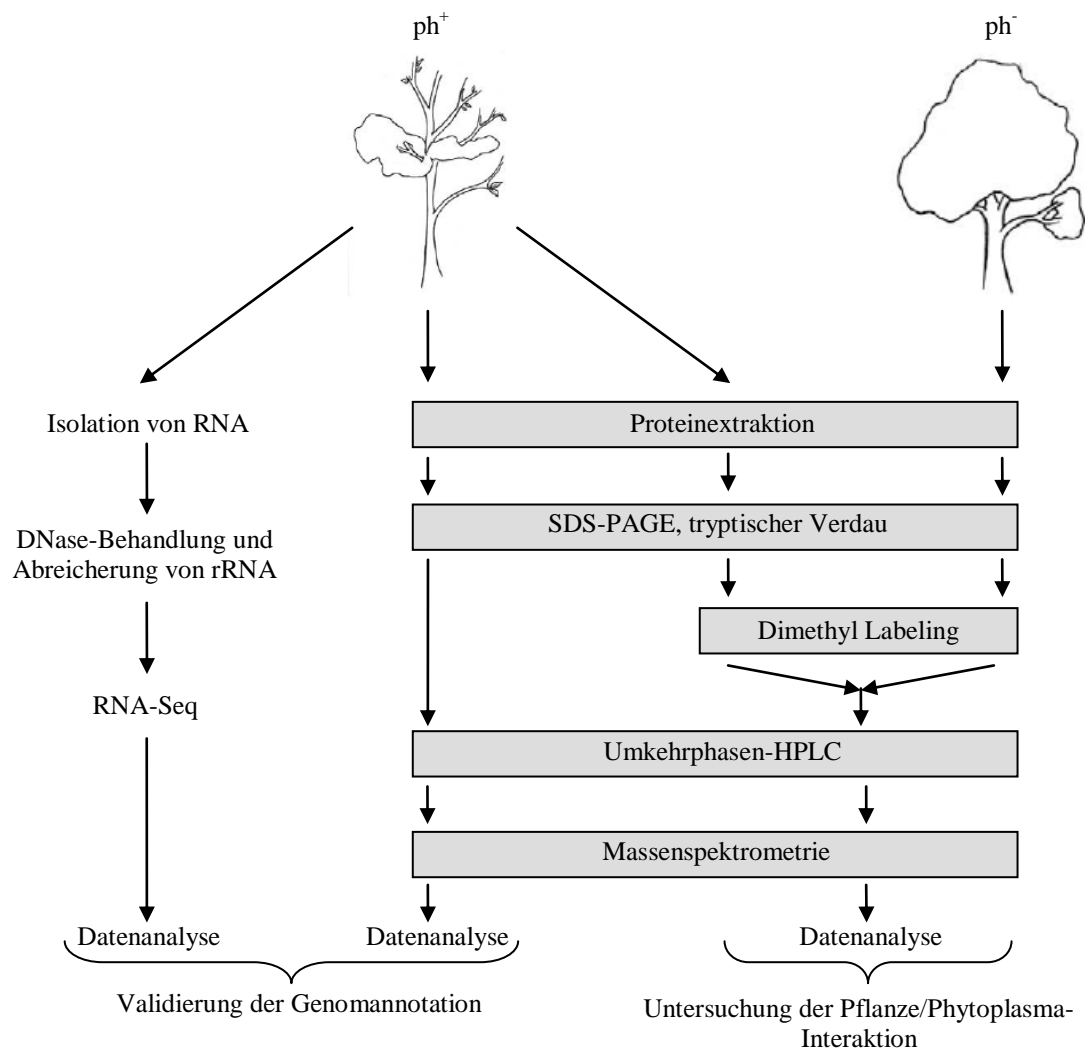 ph⁺
ph⁻
Isolation von RNA
Proteinextraktion
DNase-Behandlung und
Abreicherung von rRNA
SDS-PAGE, tryptischer Verdau
Dimethyl Labeling
RNA-Seq
Umkehrphasen-HPLC
Massenspektrometrie
Datenanalyse
Datenanalyse
Datenanalyse
Validierung der Genomannotation
Untersuchung der Pflanze/Phytoplasma-
Interaktion